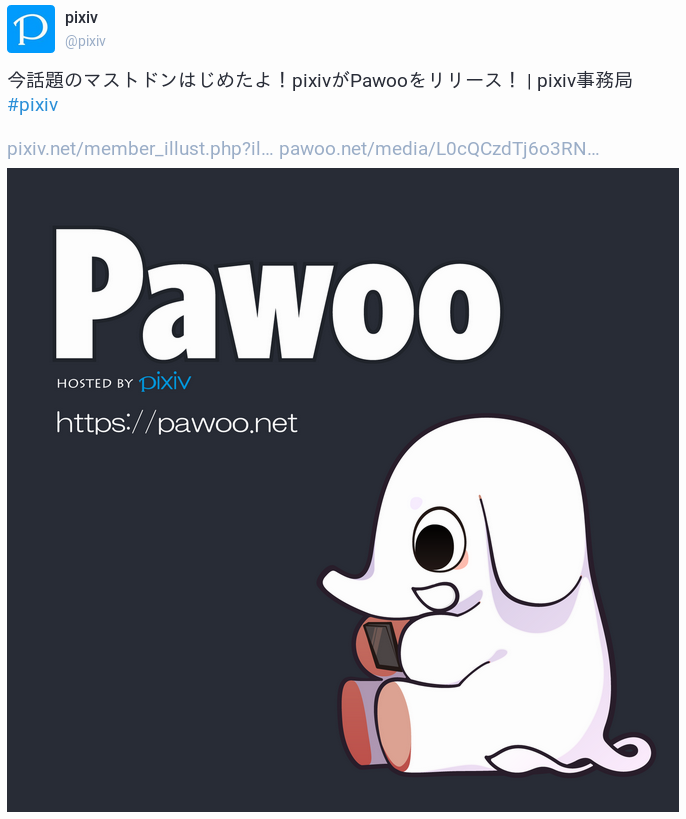 pixiv
@pixiv
今話題のマストドンはじめたよ！pixivがPawooをリリース！ | pixiv事務局
#pixiv
pixiv.net/member_illust.php?il… pawoo.net/media/L0cQCzdTj6o3RN…
Pawoo
HOSTED BY pixiv
https://pawoo.net